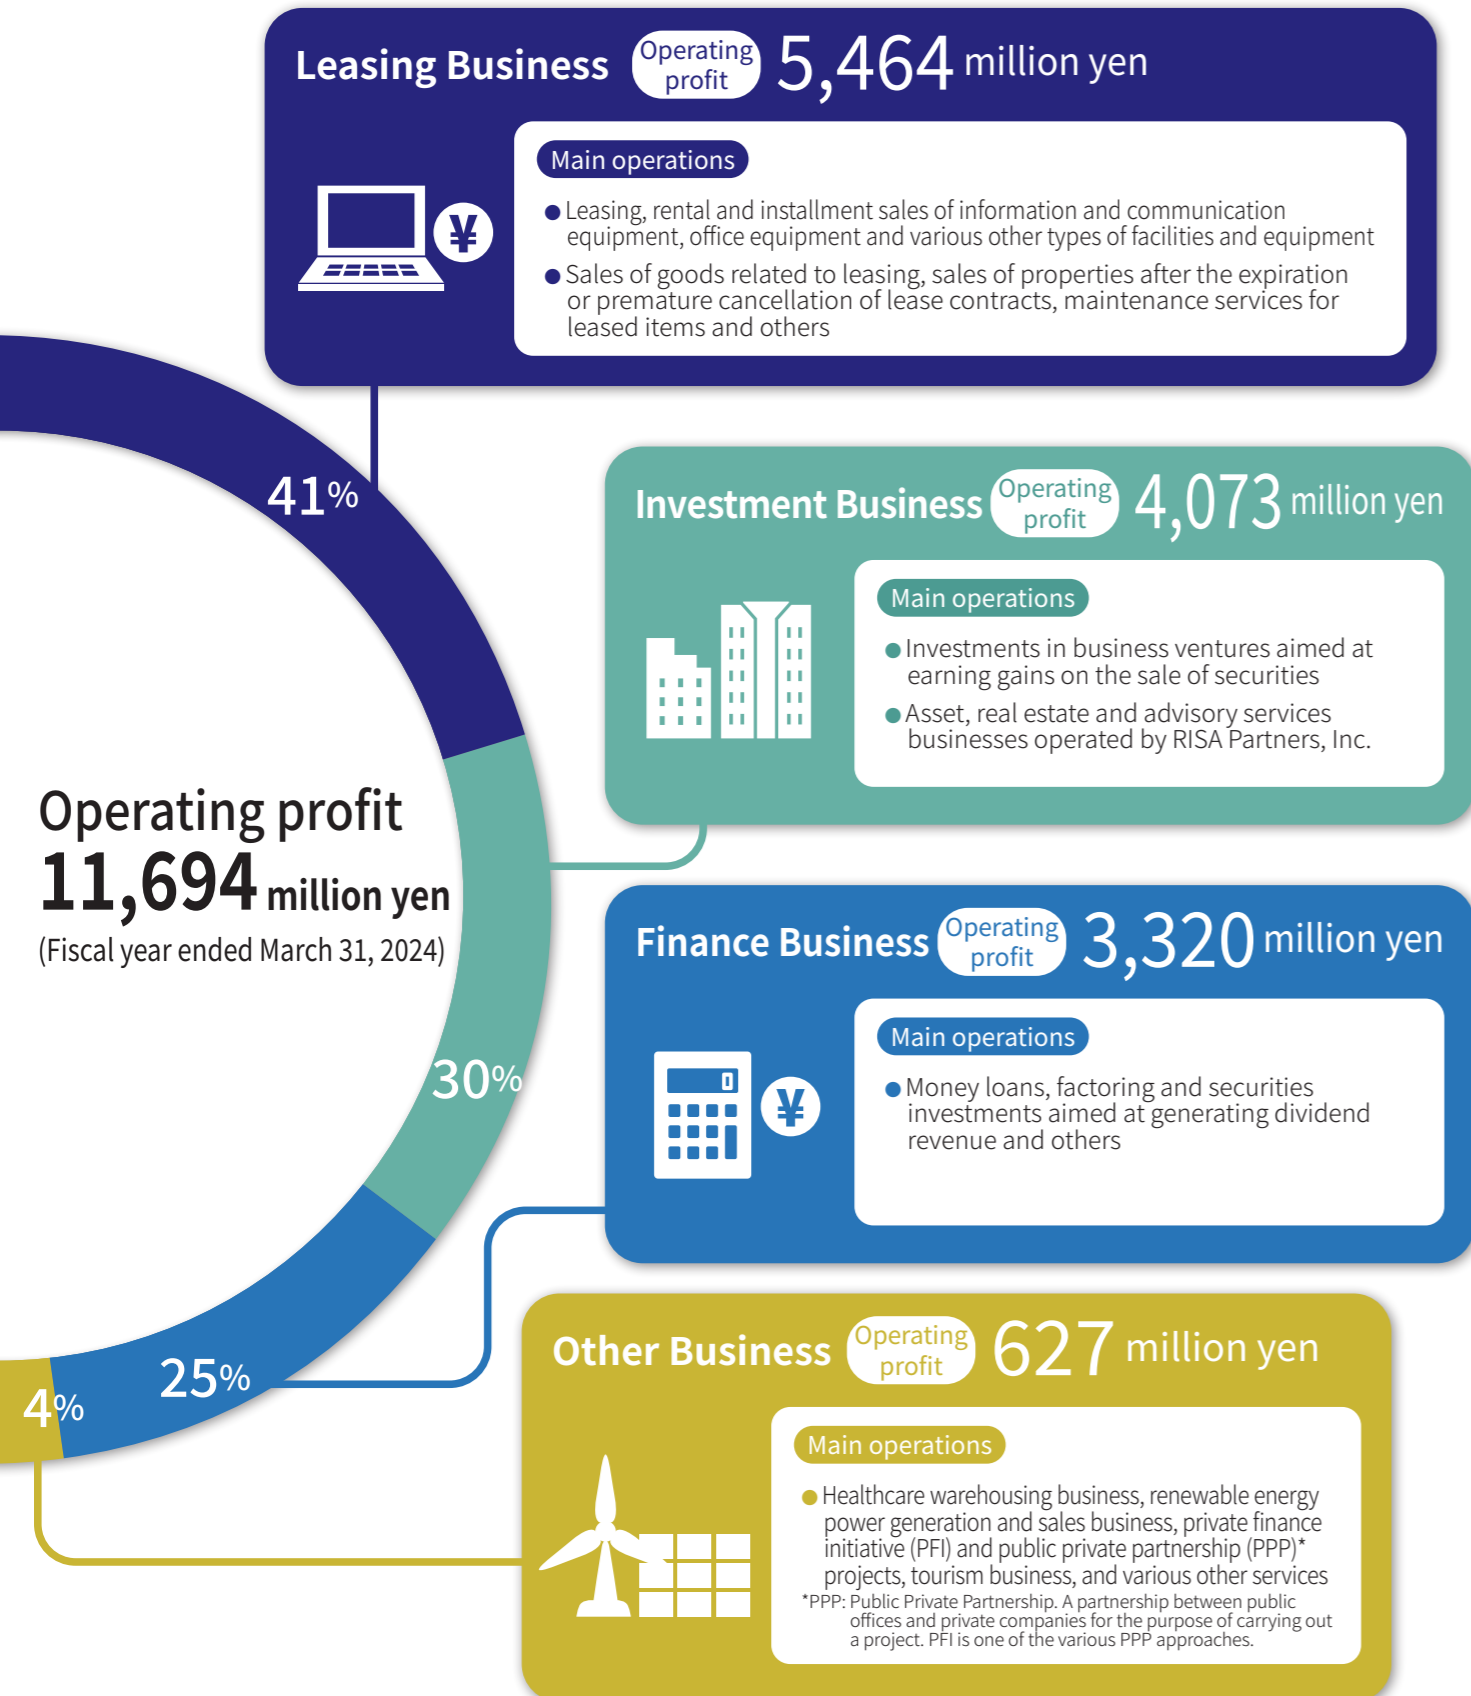 Leasing Business Operating profit 5,464 million yen
Main operations
● Leasing, rental and installment sales of information and communication
equipment, office equipment and various other types of facilities and equipment
● Sales of goods related to leasing, sales of properties after the expiration
or premature cancellation of lease contracts, maintenance services for
leased items and others
¥
41%
Investment Business Operating profit 4,073 million yen
Main operations
● Investments in business ventures aimed at
earning gains on the sale of securities
● Asset, real estate and advisory services
businesses operated by RISA Partners, Inc.
Operating profit
11,694 million yen
(Fiscal year ended March 31, 2024)
30%
Finance Business Operating profit 3,320 million yen
Main operations
● Money loans, factoring and securities
investments aimed at generating dividend
revenue and others
0
¥
25%
4%
Other Business Operating profit 627 million yen
Main operations
● Healthcare warehousing business, renewable energy
power generation and sales business, private finance
initiative (PFI) and public private partnership (PPP)*
projects, tourism business, and various other services
*PPP: Public Private Partnership. A partnership between public
offices and private companies for the purpose of carrying out
a project. PFI is one of the various PPP approaches.